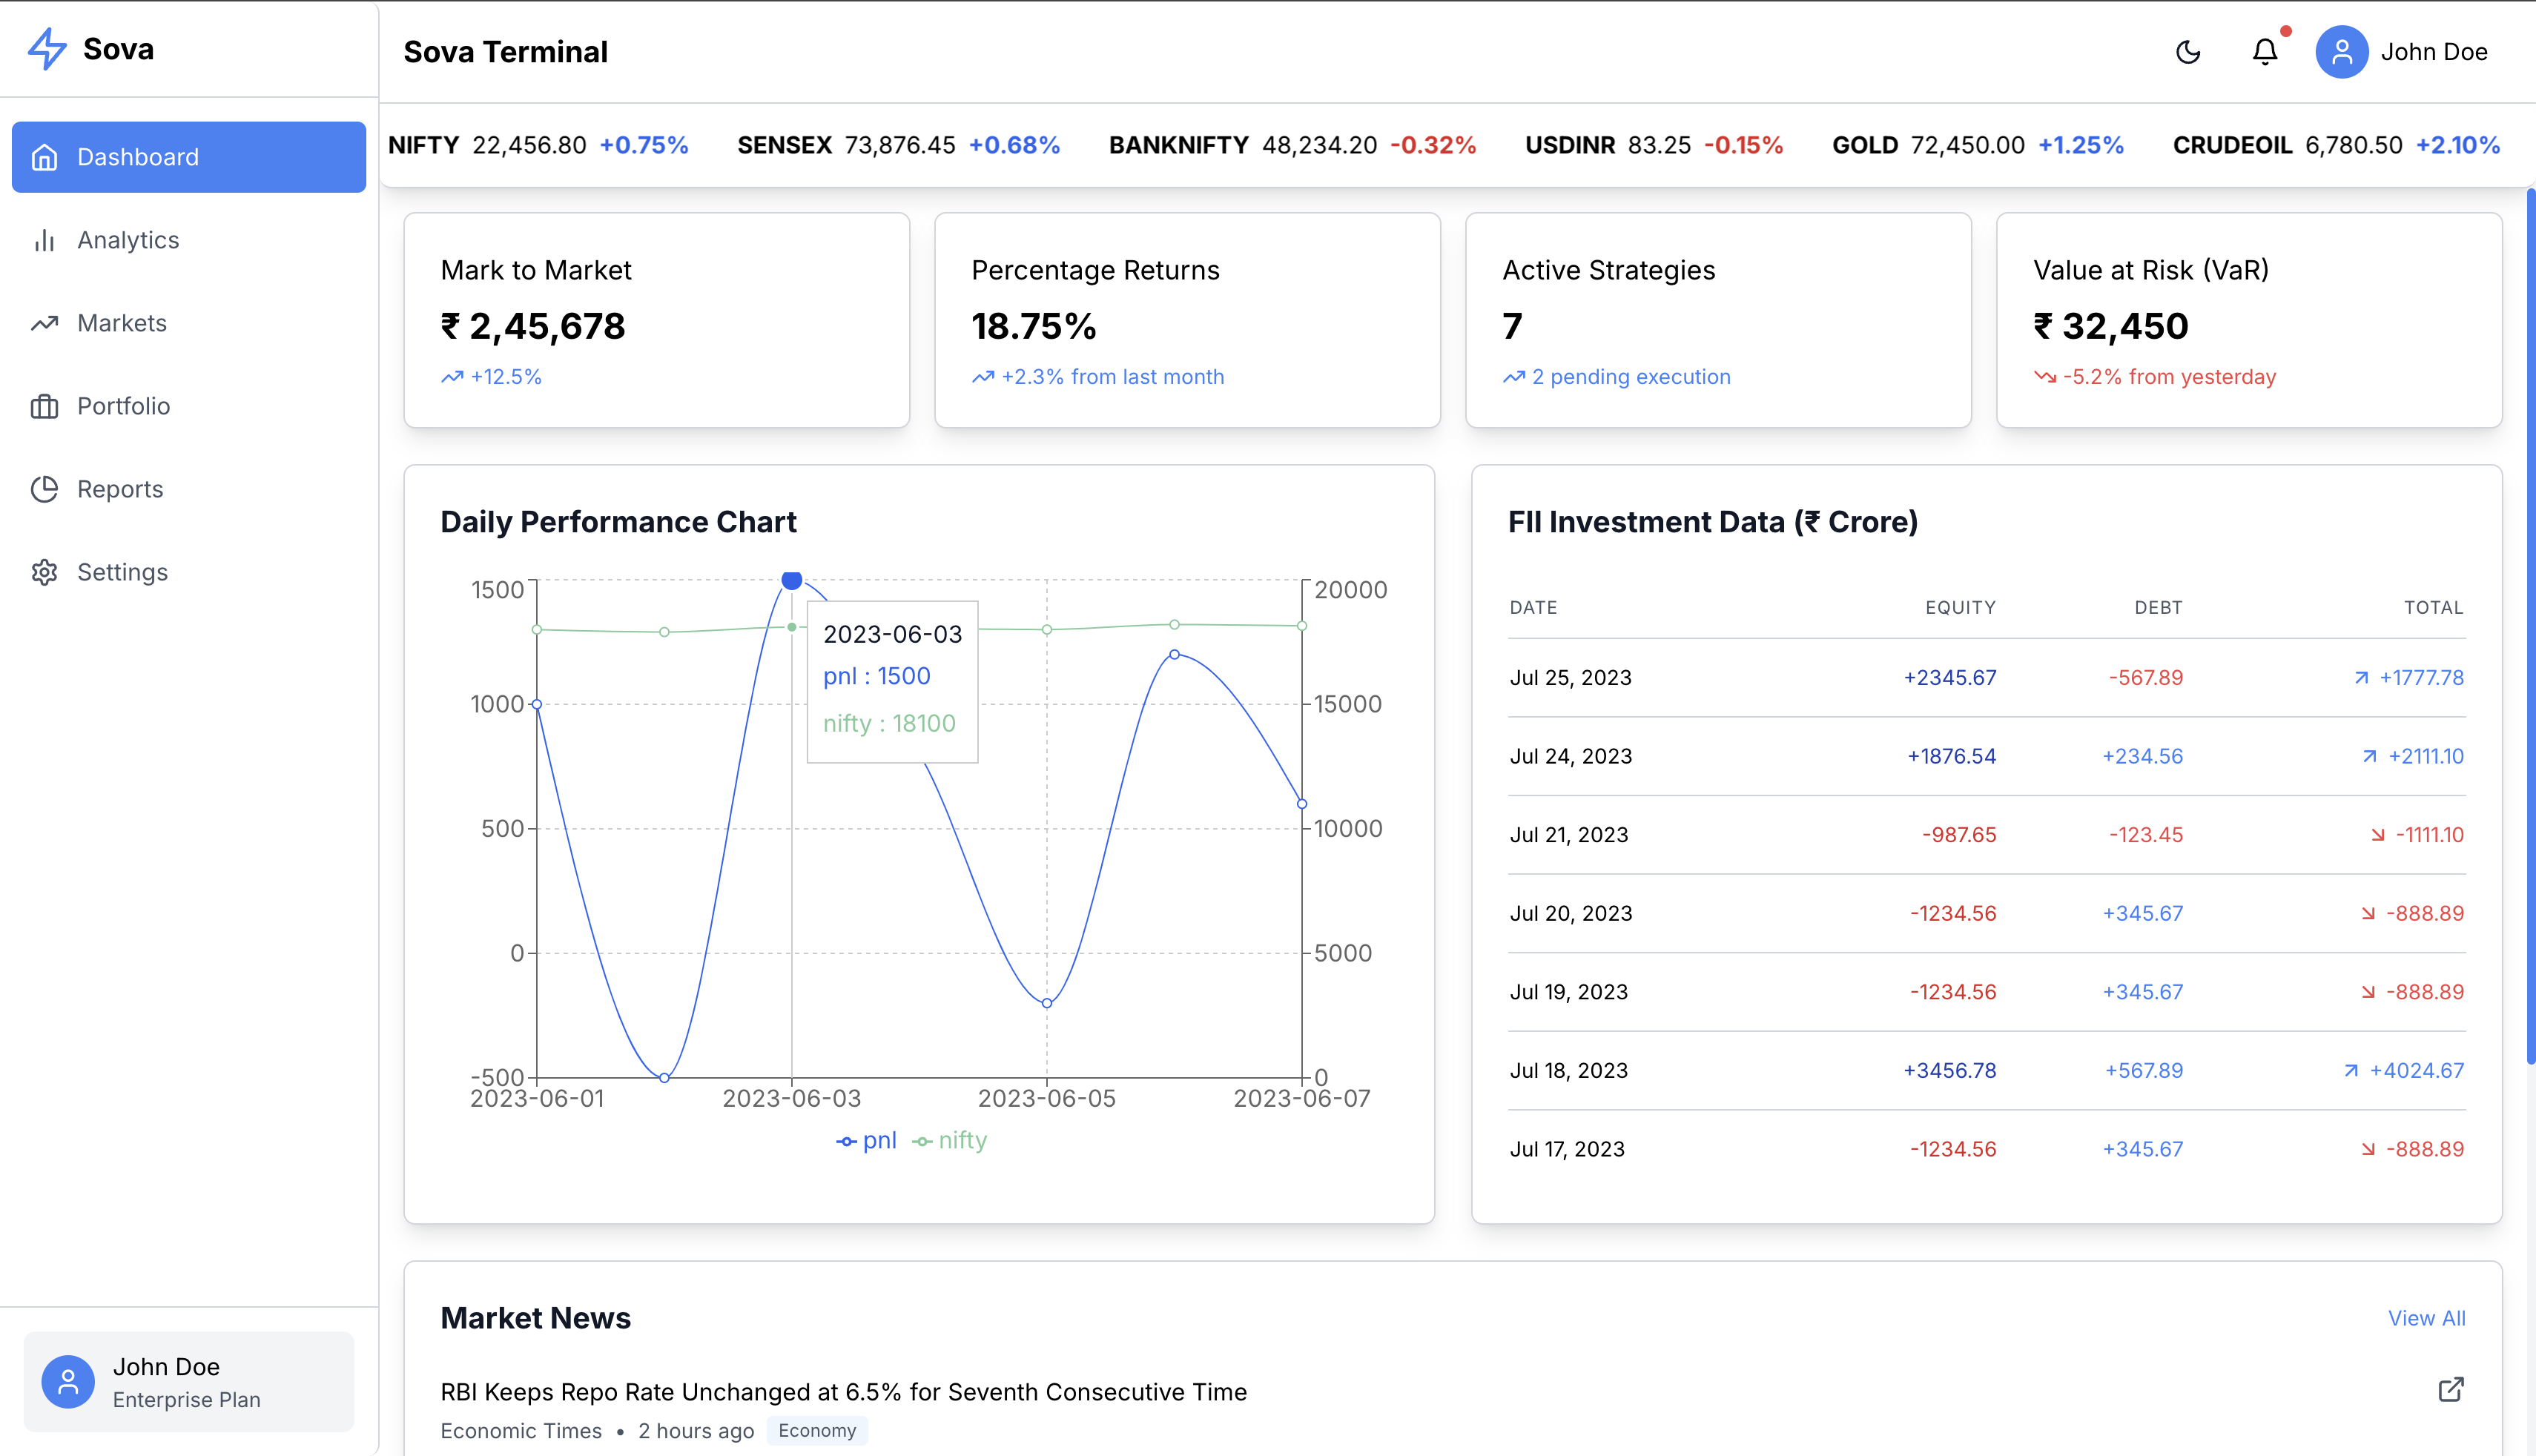 Sova
Dashboard
Analytics
Markets
Portfolio
Reports
Settings
John Doe
Enterprise Plan
Sova Terminal
John Doe
NIFTY 22,456.80 +0.75% SENSEX 73,876.45 +0.68% BANKNIFTY 48,234.20 -0.32% USDINR 83.25 -0.15% GOLD 72,450.00 +1.25% CRUDEOIL 6,780.50 +2.10%
Mark to Market
₹ 2,45,678
+12.5%
Percentage Returns
18.75%
+2.3% from last month
Active Strategies
7
2 pending execution
Value at Risk (VaR)
₹ 32,450
-5.2% from yesterday
Daily Performance Chart
1500
1000
500
0
-500
20000
15000
10000
5000
0
2023-06-03
pnl : 1500
nifty : 18100
2023-06-01 2023-06-03 2023-06-05 2023-06-07
pnl nifty
FII Investment Data (₹ Crore)
DATE EQUITY DEBT TOTAL
Jul 25, 2023 +2345.67 -567.89 +1777.78
Jul 24, 2023 +1876.54 +234.56 +2111.10
Jul 21, 2023 -987.65 -123.45 -1111.10
Jul 20, 2023 -1234.56 +345.67 -888.89
Jul 19, 2023 -1234.56 +345.67 -888.89
Jul 18, 2023 +3456.78 +567.89 +4024.67
Jul 17, 2023 -1234.56 +345.67 -888.89
Market News
View All
RBI Keeps Repo Rate Unchanged at 6.5% for Seventh Consecutive Time
Economic Times • 2 hours ago Economy